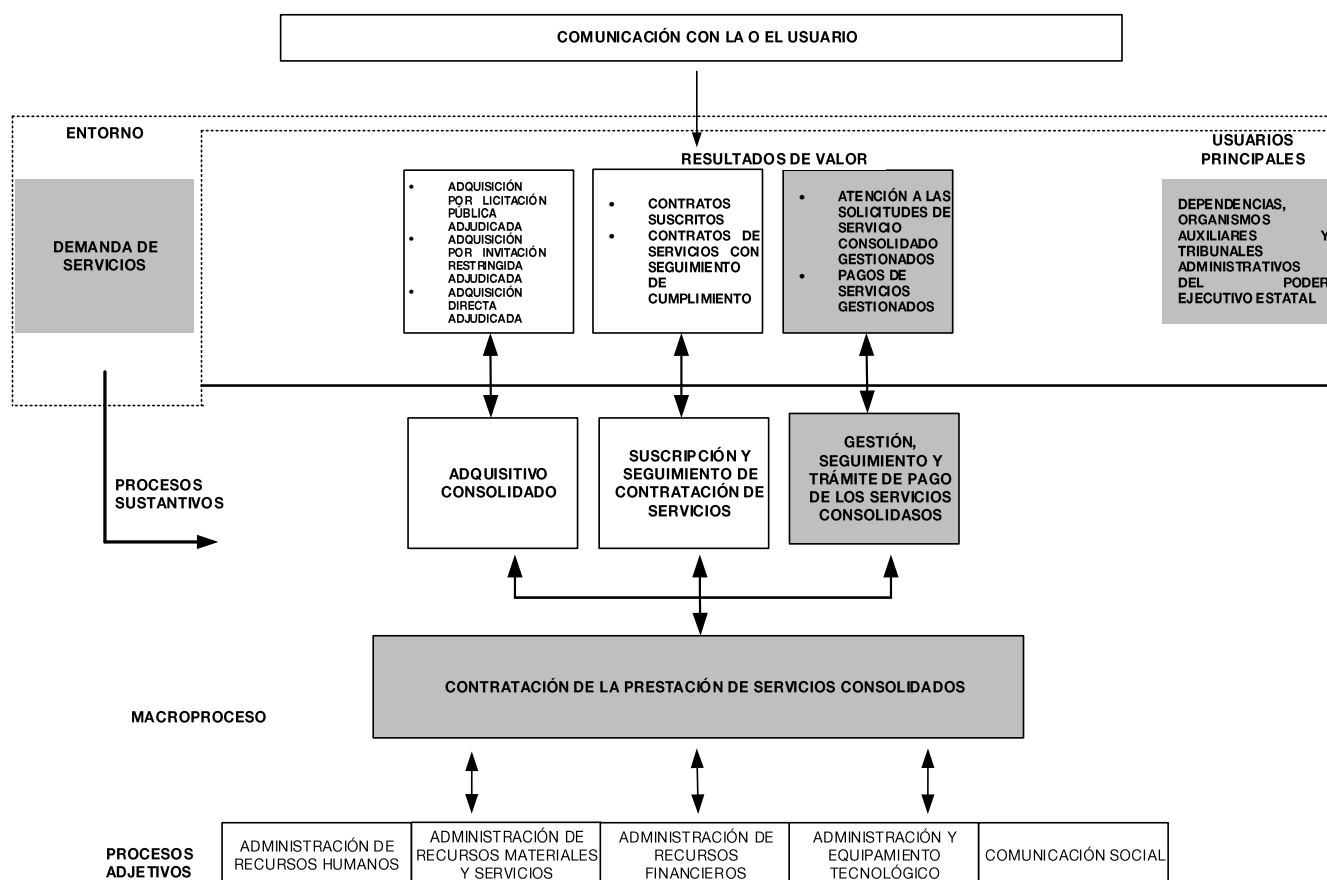 COMUNICACIÓN CON LA O EL USUARIO
ENTORNO
DEMANDA DE
SERVICIOS
RESULTADOS DE VALOR
• ADQUISICIÓN
POR LICITACIÓN
PÚBLICA
ADJUDICADA
• ADQUISICIÓN
POR INVITACIÓN
RESTRINGIDA
ADJUDICADA
• ADQUISICIÓN
DIRECTA
ADJUDICADA
• CONTRATOS
SUSCRITOS
• CONTRATOS DE
SERVICIOS CON
SEGUIMIENTO
DE
CUMPLIMIENTO
• ATENCIÓN A LAS
SOLICITUDES DE
SERVICIO
CONSOLIDADO
GESTIONADOS
• PAGOS DE
SERVICIOS
GESTIONADOS
USUARIOS
PRINCIPALES
DEPENDENCIAS,
ORGANISMOS
AUXILIARES Y
TRIBUNALES
ADMINISTRATIVOS
DEL PODER
EJECUTIVO ESTATAL
PROCESOS
SUSTANTIVOS
ADQUISITIVO
CONSOLIDADO
SUSCRIPCIÓN Y
SEGUIMIENTO DE
CONTRATACIÓN DE
SERVICIOS
GESTIÓN,
SEGUIMIENTO Y
TRÁMITE DE PAGO
DE LOS SERVICIOS
CONSOLIDASOS
MACROPROCESO
CONTRATACIÓN DE LA PRESTACIÓN DE SERVICIOS CONSOLIDADOS
PROCESOS
ADJETIVOS
ADMINISTRACIÓN DE
RECURSOS HUMANOS
ADMINISTRACIÓN DE
RECURSOS MATERIALES
Y SERVICIOS
ADMINISTRACIÓN DE
RECURSOS
FINANCIEROS
ADMINISTRACIÓN Y
EQUIPAMIENTO
TECNOLÓGICO
COMUNICACIÓN SOCIAL